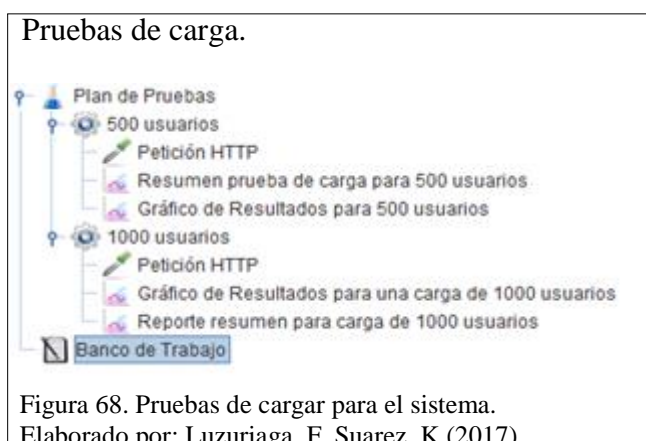 Pruebas de carga.
Plan de Pruebas
500 usuarios
Petición HTTP
Resumen prueba de carga para 500 usuarios
Gráfico de Resultados para 500 usuarios
1000 usuarios
Petición HTTP
Gráfico de Resultados para una carga de 1000 usuarios
Reporte resumen para carga de 1000 usuarios
Banco de Trabajo
Figura 68. Pruebas de cargar para el sistema.
Elaborado por: Luzuriaga, F. Suarez, K (2017)